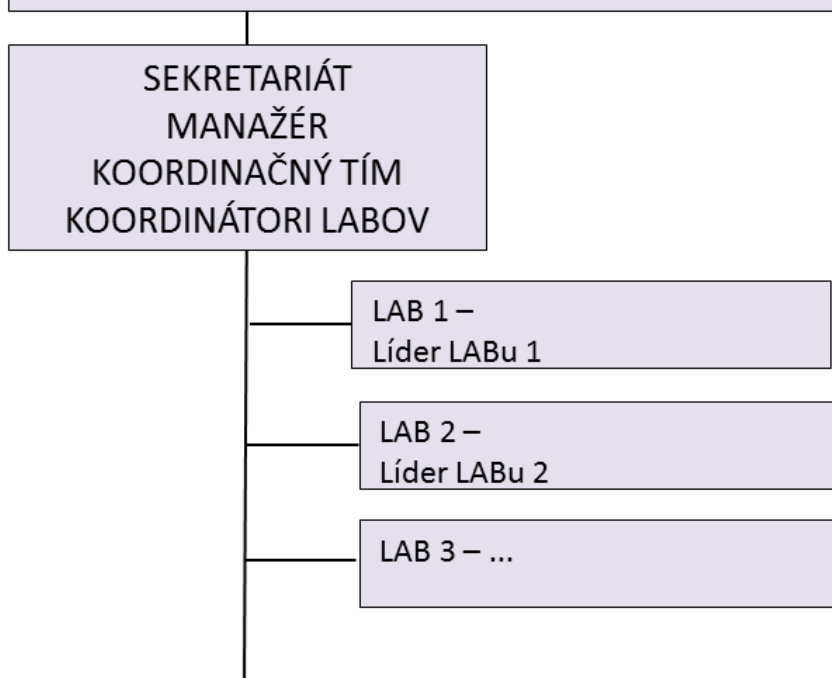 SEKRETARIÁT
MANAŽÉR
KOORDINAČNÝ TÍM
KOORDINÁTORI LABOV
LAB 1 –
Líder LABu 1
LAB 2 –
Líder LABu 2
LAB 3 – ...